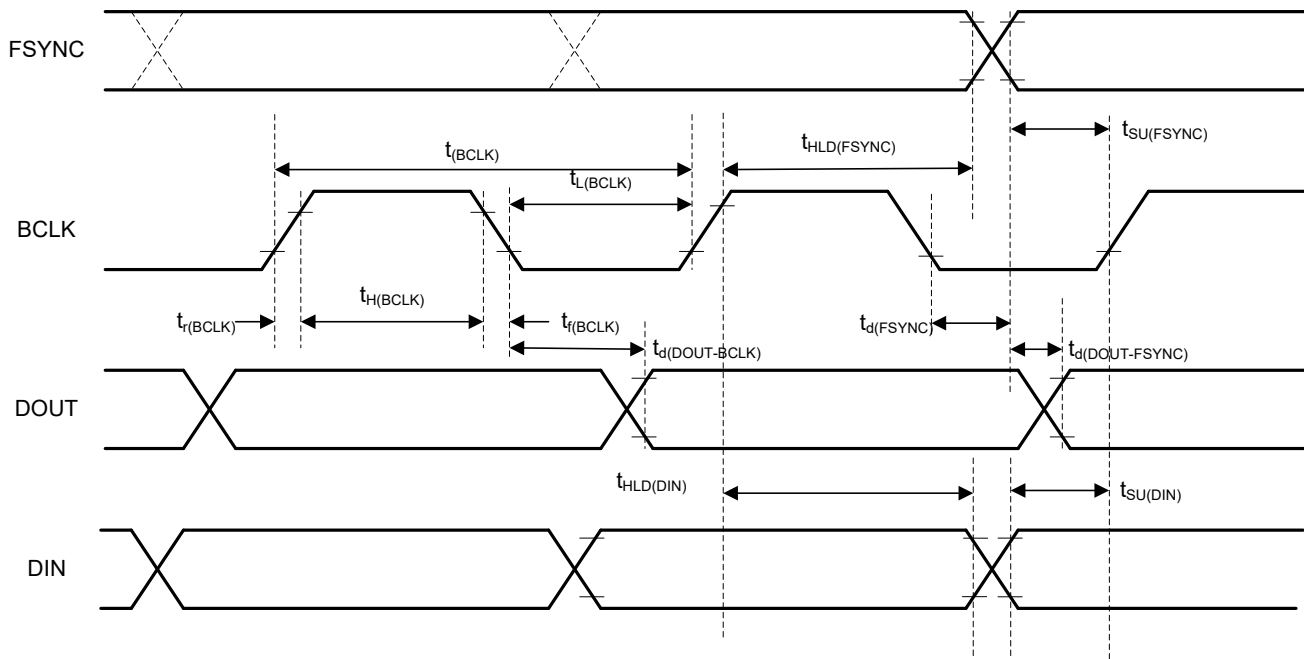 FSYNC
tSU(FSYNC)
t(BCLK)
tHLD(FSYNC)
tL(BCLK)
BCLK
tH(BCLK)
tr(BCLK)
tf(BCLK)
td(FSYNC)
td(DOUT-BCLK)
td(DOUT-FSYNC)
DOUT
tHLD(DIN)
tSU(DIN)
DIN